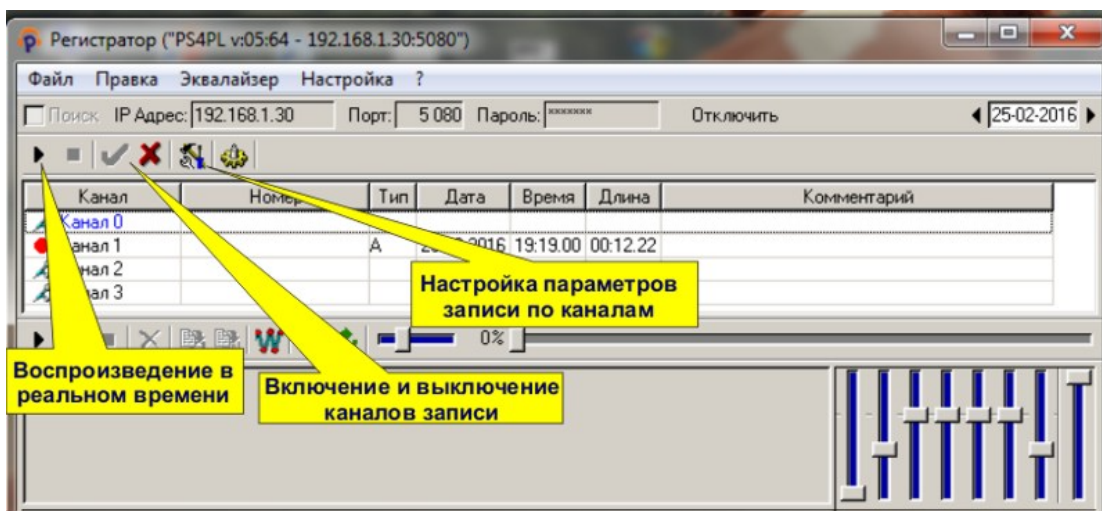 Регистратор ("PS4PL v:05:64 - 192.168.1.30:5080")
Файл Правка Эквалайзер Настройка ?
Поиск IP Адрес: 192.168.1.30 Порт: 5 080 Пароль: ******* Отключить 25-02-2016
Канал Номер Тип Дата Время Длина Комментарий
Канал 0
Канал 1 A 19:19.00 00:12.22
Канал 2
Канал 3
Настройка параметров
записи по каналам
0%
Воспроизведение в
реальном времени
Включение и выключение
каналов записи